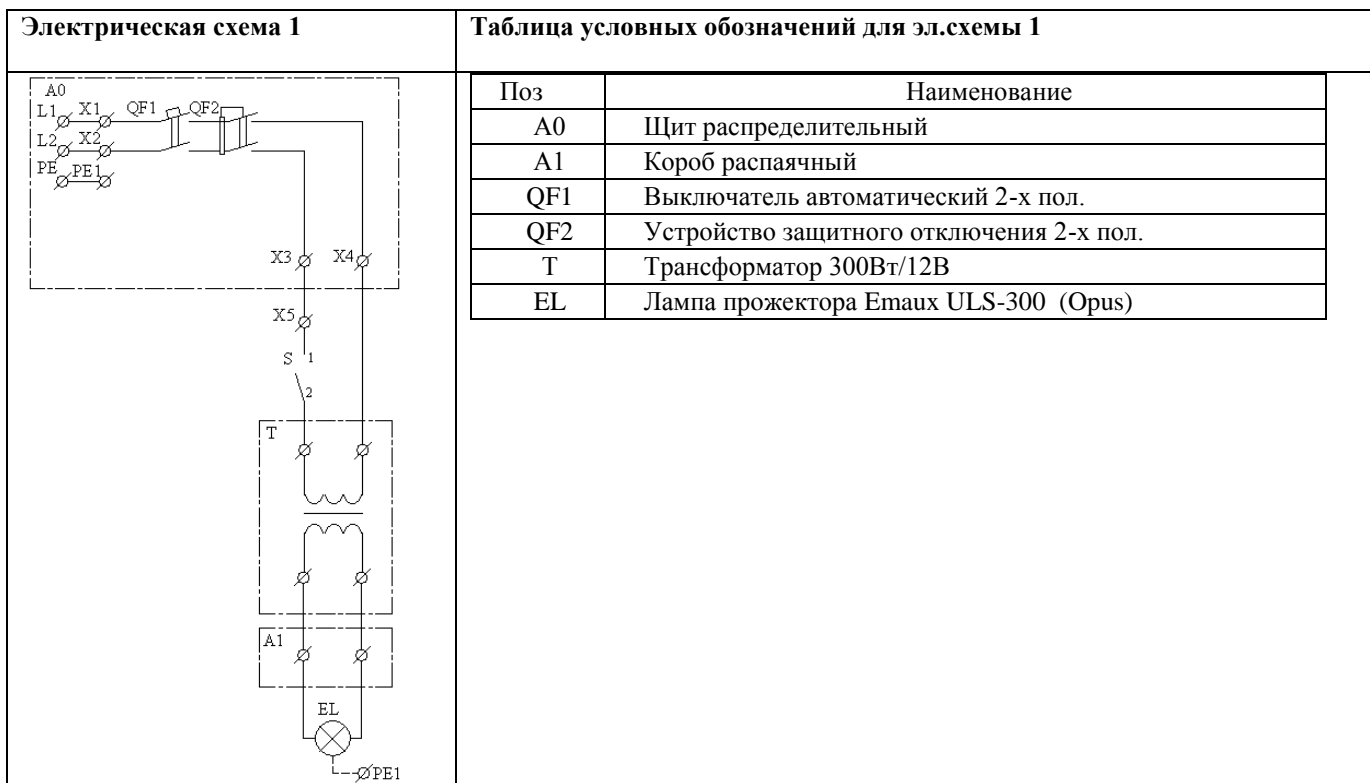 Электрическая схема 1
Таблица условных обозначений для эл.схемы 1
A0
L1 X1 QF1 QF2
L2 X2
PE PE1
X3 X4
X5
S 1
2
T
A1
EL
PE1
Поз Наименование
A0 Щит распределительный
A1 Короб распаячный
QF1 Выключатель автоматический 2-х пол.
QF2 Устройство защитного отключения 2-х пол.
T Трансформатор 300Вт/12В
EL Лампа прожектора Emaux ULS-300 (Opus)